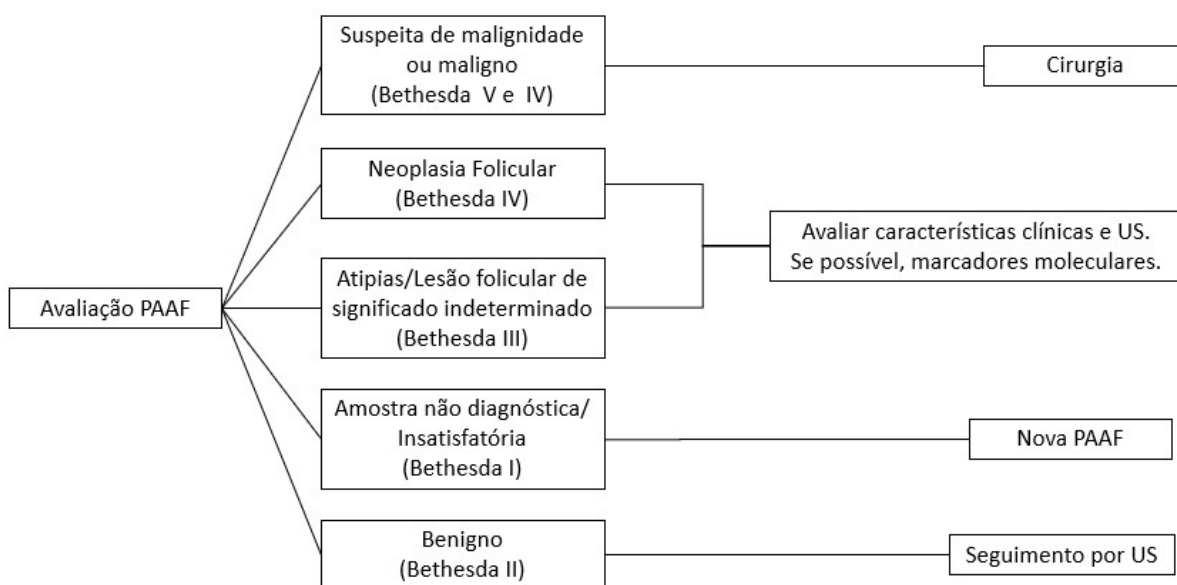 Suspeita de malignidade
ou maligno
(Bethesda V e IV)
Cirurgia
Neoplasia Folicular
(Bethesda IV)
Avaliar características clínicas e US.
Se possível, marcadores moleculares.
Avaliação PAAF
Atipias/Lesão folicular de
significado indeterminado
(Bethesda III)
Amostra não diagnóstica/
Insatisfatória
(Bethesda I)
Nova PAAF
Benigno
(Bethesda II)
Seguimento por US